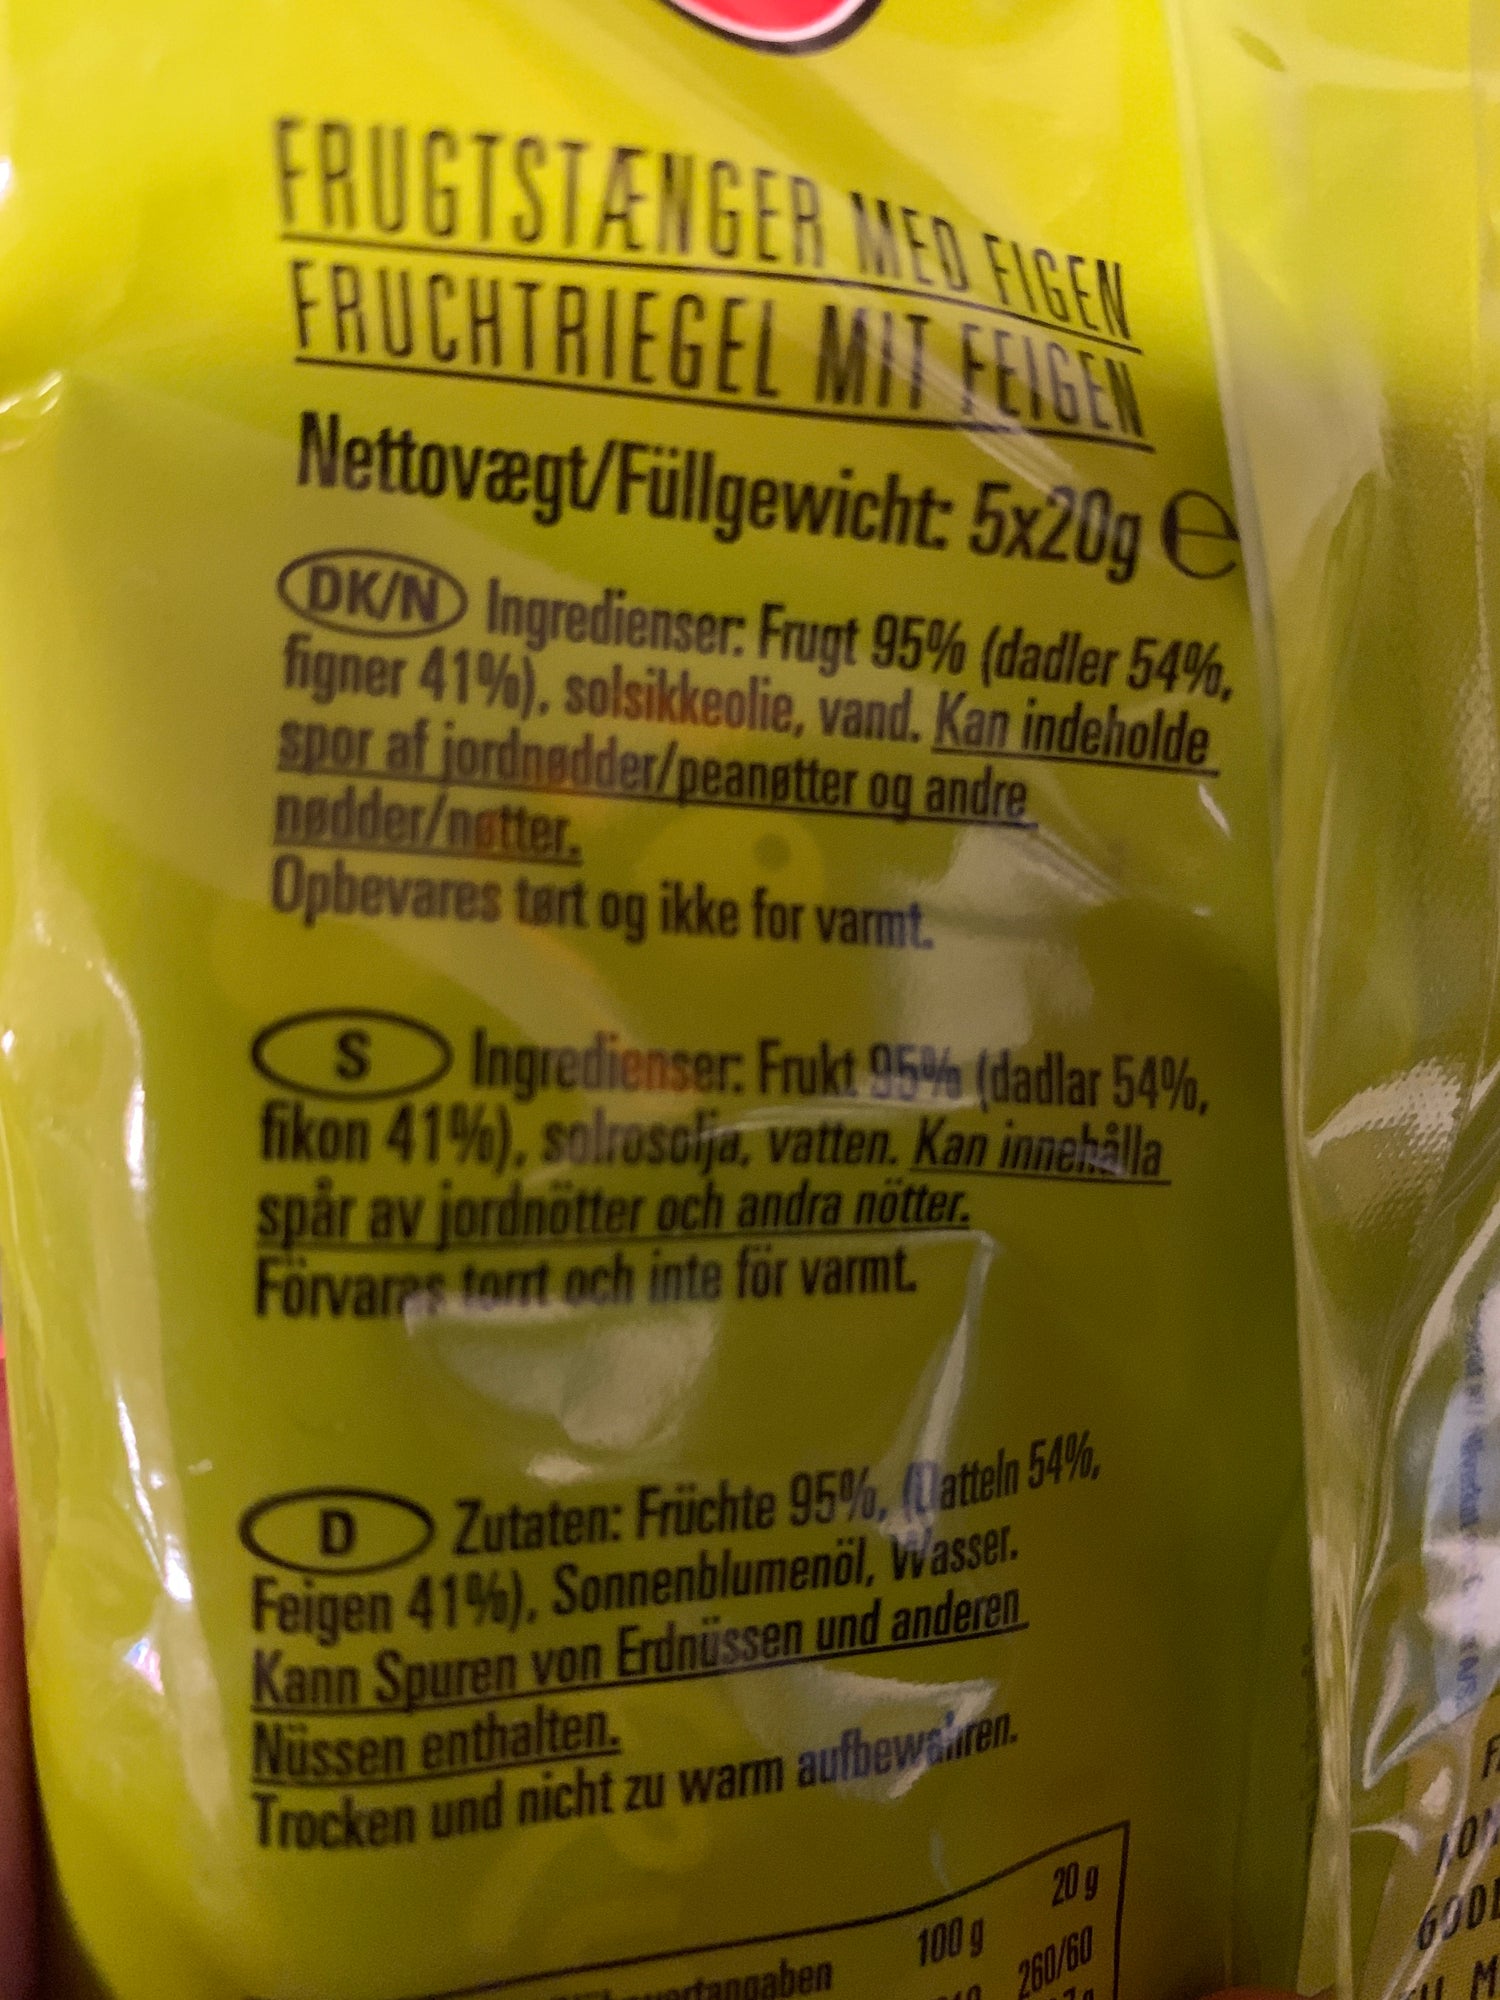 FRUGTSTÆNGER MED FIGEN
FRUCHTRIEGEL MIT FEIGEN
Nettovægt/Füllgewicht: 5x20g e
DK/N Ingredienser: Frugt 95% (dadler 54%,
figner 41%), solsikkeolie, vand. Kan indeholde
spor af jordnødder/peanøtter og andre
nødder/nøtter.
Opbevares tørt og ikke for varmt.
S Ingredienser: Frukt 95% (dadlar 54%,
fikon 41%), solrosolja, vatten. Kan innehålla
spår av jordnötter och andra nötter.
Förvaras torrt och inte för varmt.
D Zutaten: Früchte 95%, (Datteln 54%,
Feigen 41%), Sonnenblumenöl, Wasser.
Kann Spuren von Erdnüssen und anderen
Nüssen enthalten.
Trocken und nicht zu warm aufbewahren.
100 g 20 g
260/60